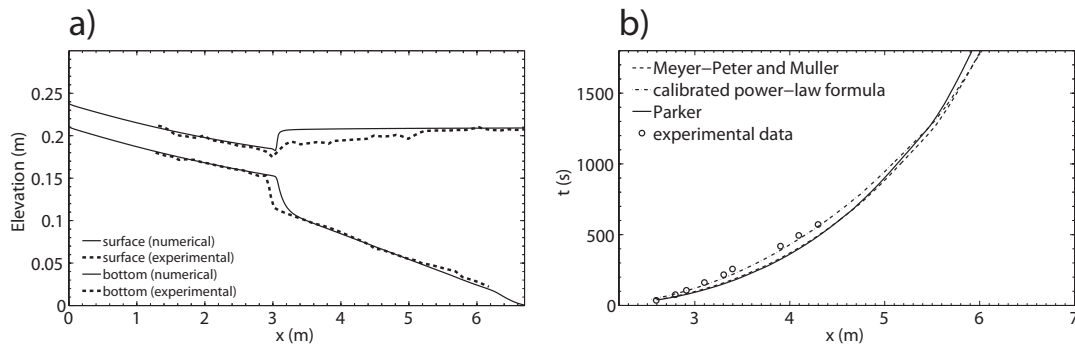 a)
0.25
0.2
0.15
0.1
0.05
0
Elevation (m)
surface (numerical)
surface (experimental)
bottom (numerical)
bottom (experimental)
0 1 2 3 4 5 6
x (m)
b)
1500
1000
500
0
t (s)
Meyer–Peter and Muller
calibrated power–law formula
Parker
experimental data
3 4 5 6 7
x (m)